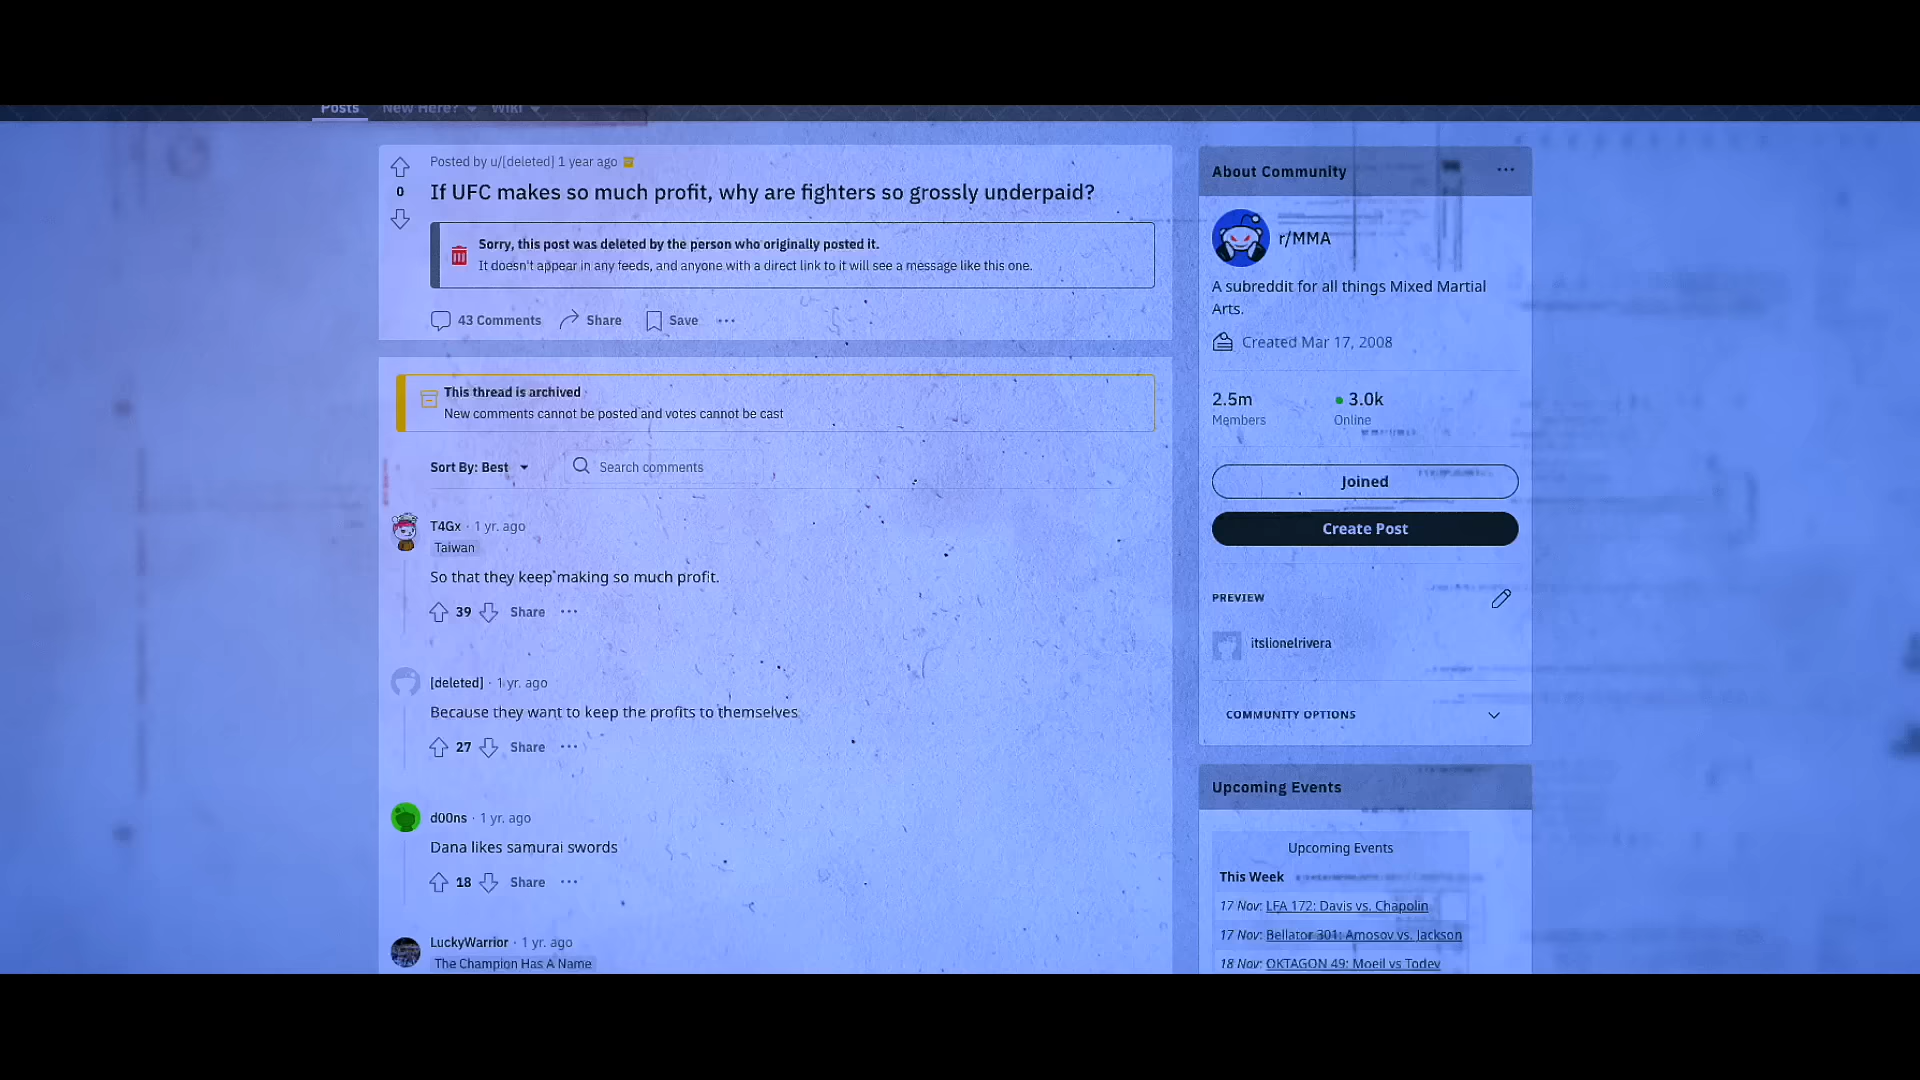 Posts New Here? Wiki
Posted by u/[deleted] 1 year ago
0
If UFC makes so much profit, why are fighters so grossly underpaid?
Sorry, this post was deleted by the person who originally posted it.
It doesn't appear in any feeds, and anyone with a direct link to it will see a message like this one.
43 Comments Share Save
This thread is archived
New comments cannot be posted and votes cannot be cast
Sort By: Best Search comments
T4Gx · 1 yr. ago
Taiwan
So that they keep making so much profit.
39 Share
[deleted] · 1 yr. ago
Because they want to keep the profits to themselves
27 Share
d00ns · 1 yr. ago
Dana likes samurai swords
18 Share
LuckyWarrior · 1 yr. ago
The Champion Has A Name
About Community
r/MMA
A subreddit for all things Mixed Martial
Arts.
Created Mar 17, 2008
2.5m 3.0k
Members Online
Joined
Create Post
PREVIEW
itslionelrivera
COMMUNITY OPTIONS
Upcoming Events
Upcoming Events
This Week
17 Nov: LFA 172: Davis vs. Chapolin
17 Nov: Bellator 301: Amosov vs. Jackson
18 Nov: OKTAGON 49: Moeil vs Todev